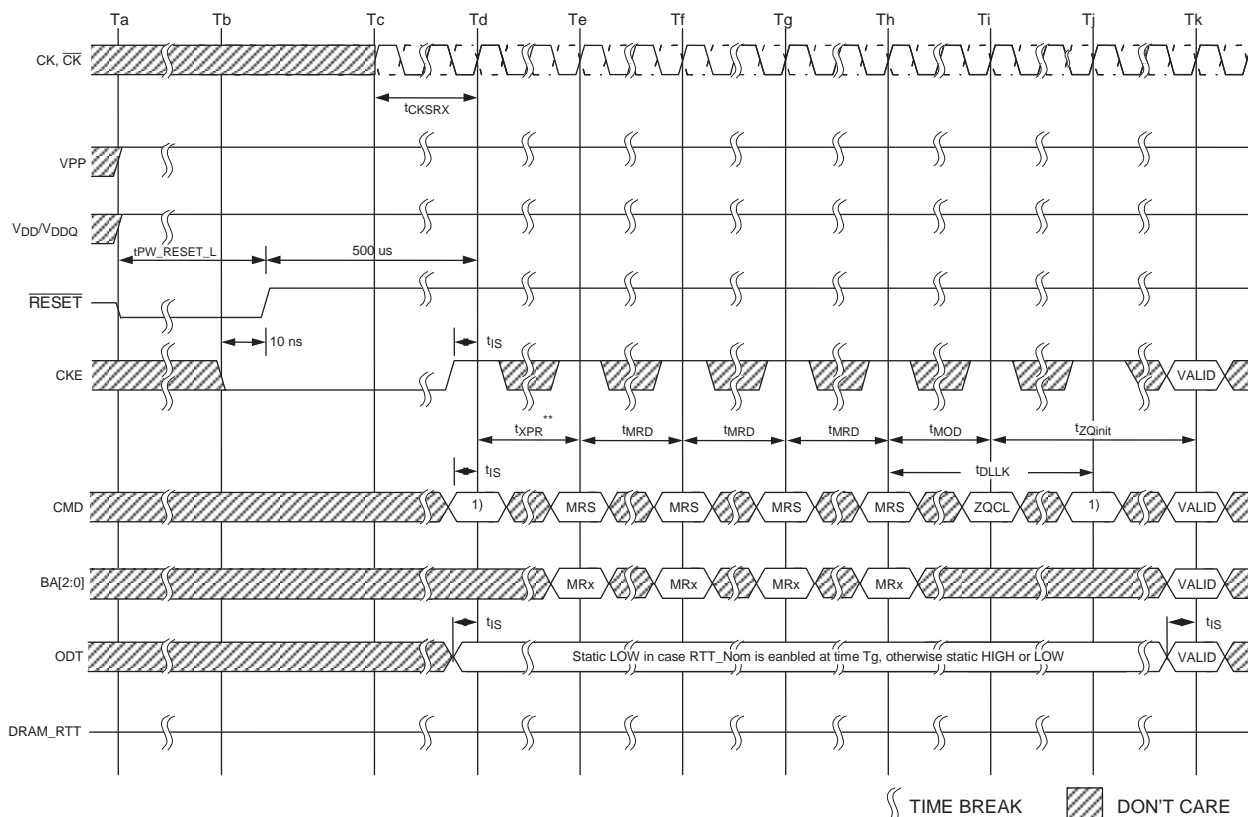 Ta Tb Tc Td Te Tf Tg Th Ti Tj Tk
CK, CK
tCKSRX
VPP
VDD/VDDQ
tPW_RESET_L 500 us
RESET
10 ns tIS
CKE VALID
tXPR** tMRD tMRD tMRD tMOD tZQinit
tIS tDLLK
CMD 1) MRS MRS MRS MRS ZQCL 1) VALID
BA[2:0] MRx MRx MRx MRx VALID
tIS tIS
ODT Static LOW in case RTT_Nom is eanbled at time Tg, otherwise static HIGH or LOW VALID
DRAM_RTT
TIME BREAK DON'T CARE